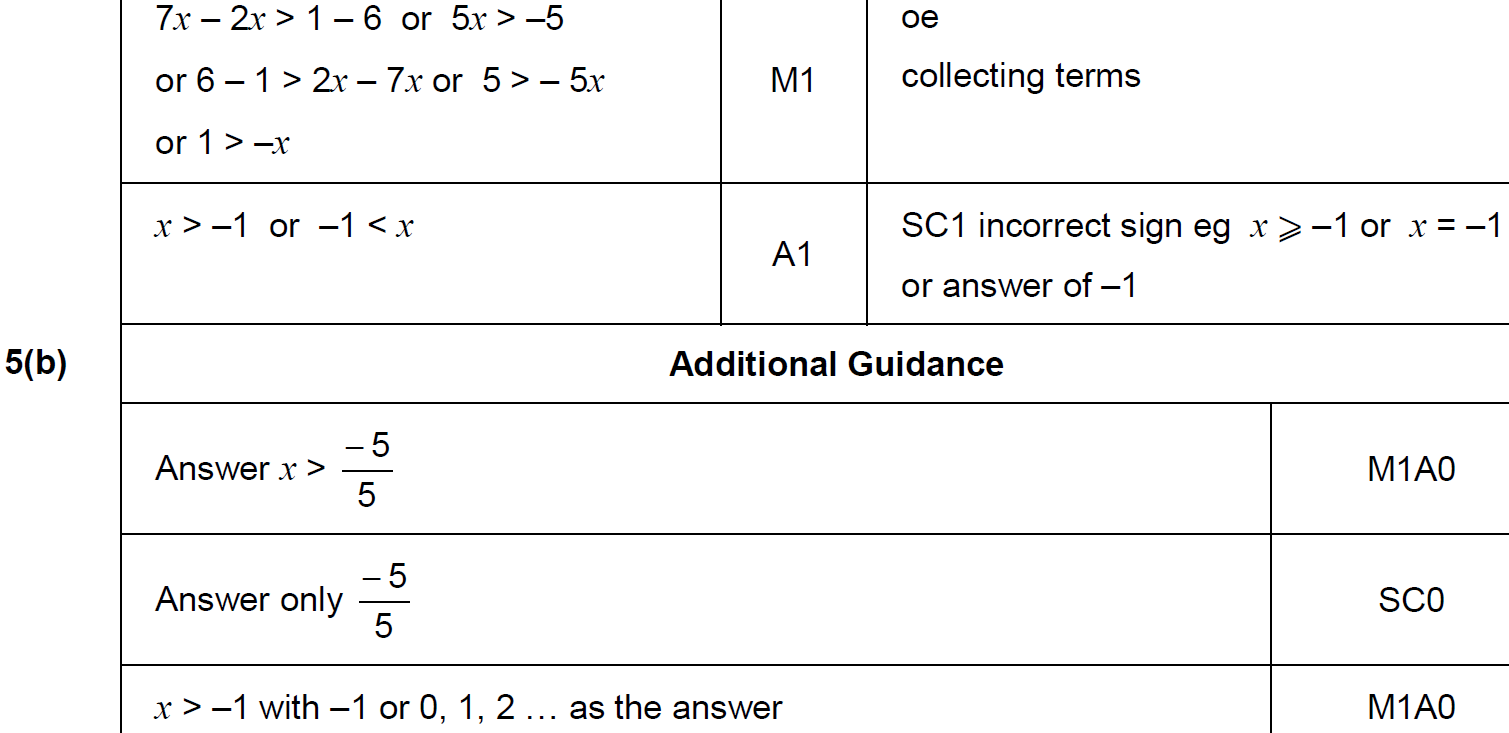 7x – 2x > 1 – 6 or 5x > –5
or 6 – 1 > 2x – 7x or 5 > – 5x
or 1 > –x
M1
oe
collecting terms
x > –1 or –1 < x
A1
SC1 incorrect sign eg x ⩾ –1 or x = –1
or answer of –1
5(b)
Additional Guidance
Answer x > – 5
5
M1A0
Answer only – 5
5
SC0
x > –1 with –1 or 0, 1, 2 … as the answer
M1A0